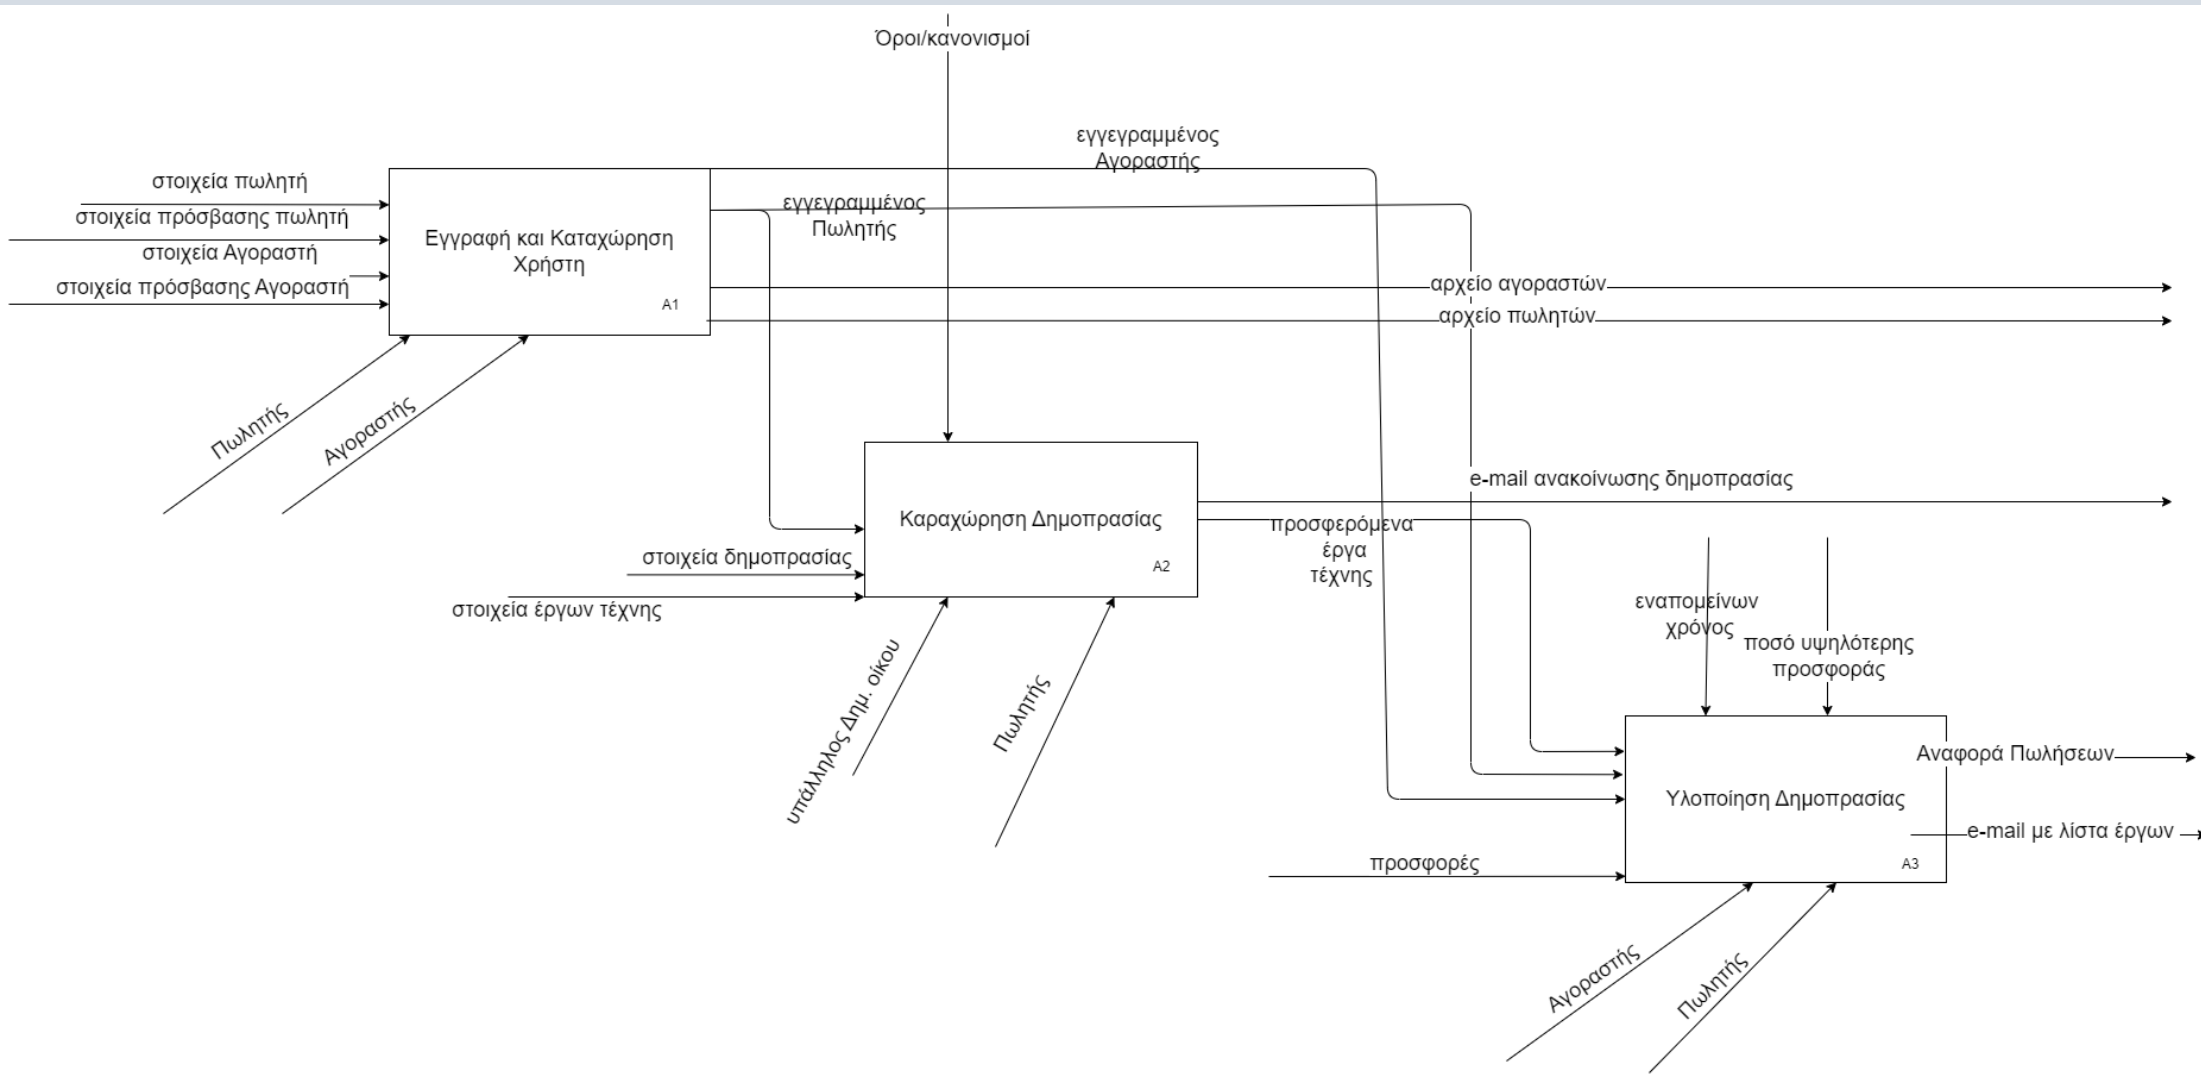 Όροι/κανονισμοί
εγγεγραμμένος
Αγοραστής
στοιχεία πωλητή
στοιχεία πρόσβασης πωλητή
στοιχεία Αγοραστή
στοιχεία πρόσβασης Αγοραστή
Εγγραφή και Καταχώρηση
Χρήστη
A1
εγγεγραμμένος
Πωλητής
αρχείο αγοραστών
αρχείο πωλητών
Πωλητής
Αγοραστής
e-mail ανακοίνωσης δημοπρασίας
Καραχώρηση Δημοπρασίας
A2
προσφερόμενα
έργα
τέχνης
στοιχεία δημοπρασίας
στοιχεία έργων τέχνης
υπάλληλος Δημ. οίκου
Πωλητής
εναπομείνων
χρόνος
ποσό υψηλότερης
προσφοράς
Αναφορά Πωλήσεων
Υλοποίηση Δημοπρασίας
e-mail με λίστα έργων
A3
προσφορές
Αγοραστής
Πωλητής